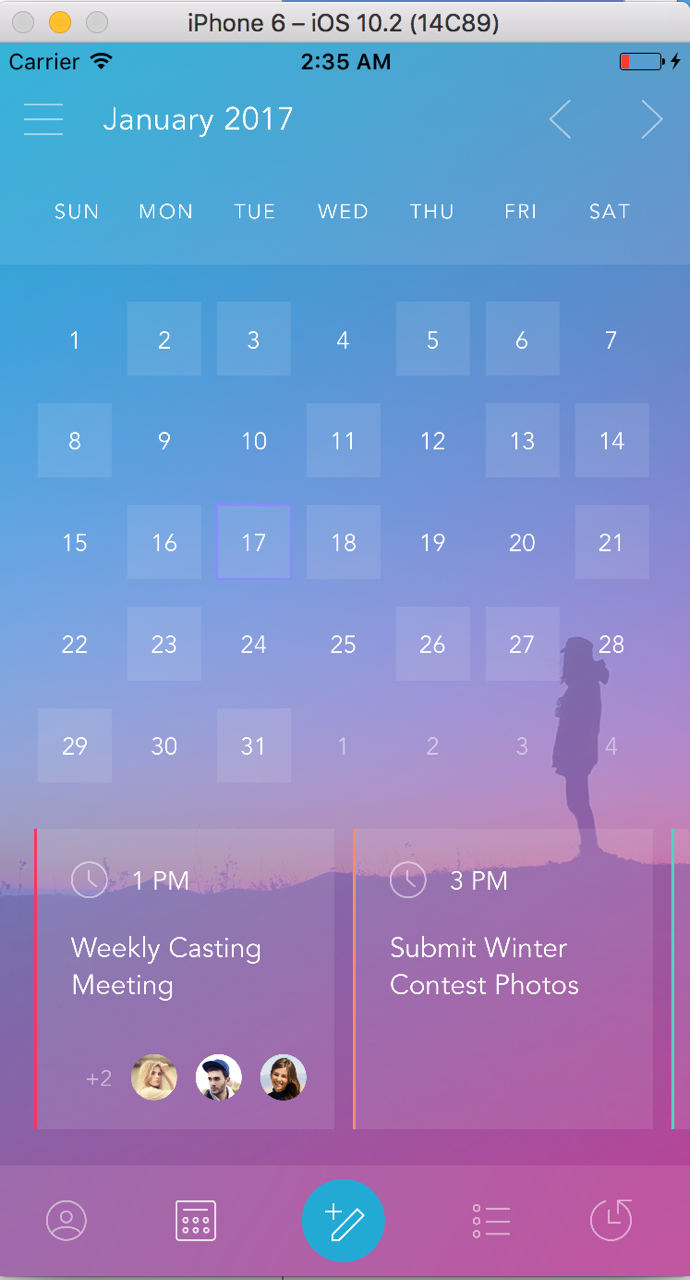 iPhone 6 – iOS 10.2 (14C89)
Carrier 2:35 AM
January 2017
SUN MON TUE WED THU FRI SAT
1 2 3 4 5 6 7
8 9 10 11 12 13 14
15 16 17 18 19 20 21
22 23 24 25 26 27 28
29 30 31 1 2 3 4
1 PM
Weekly Casting
Meeting
+2
3 PM
Submit Winter
Contest Photos